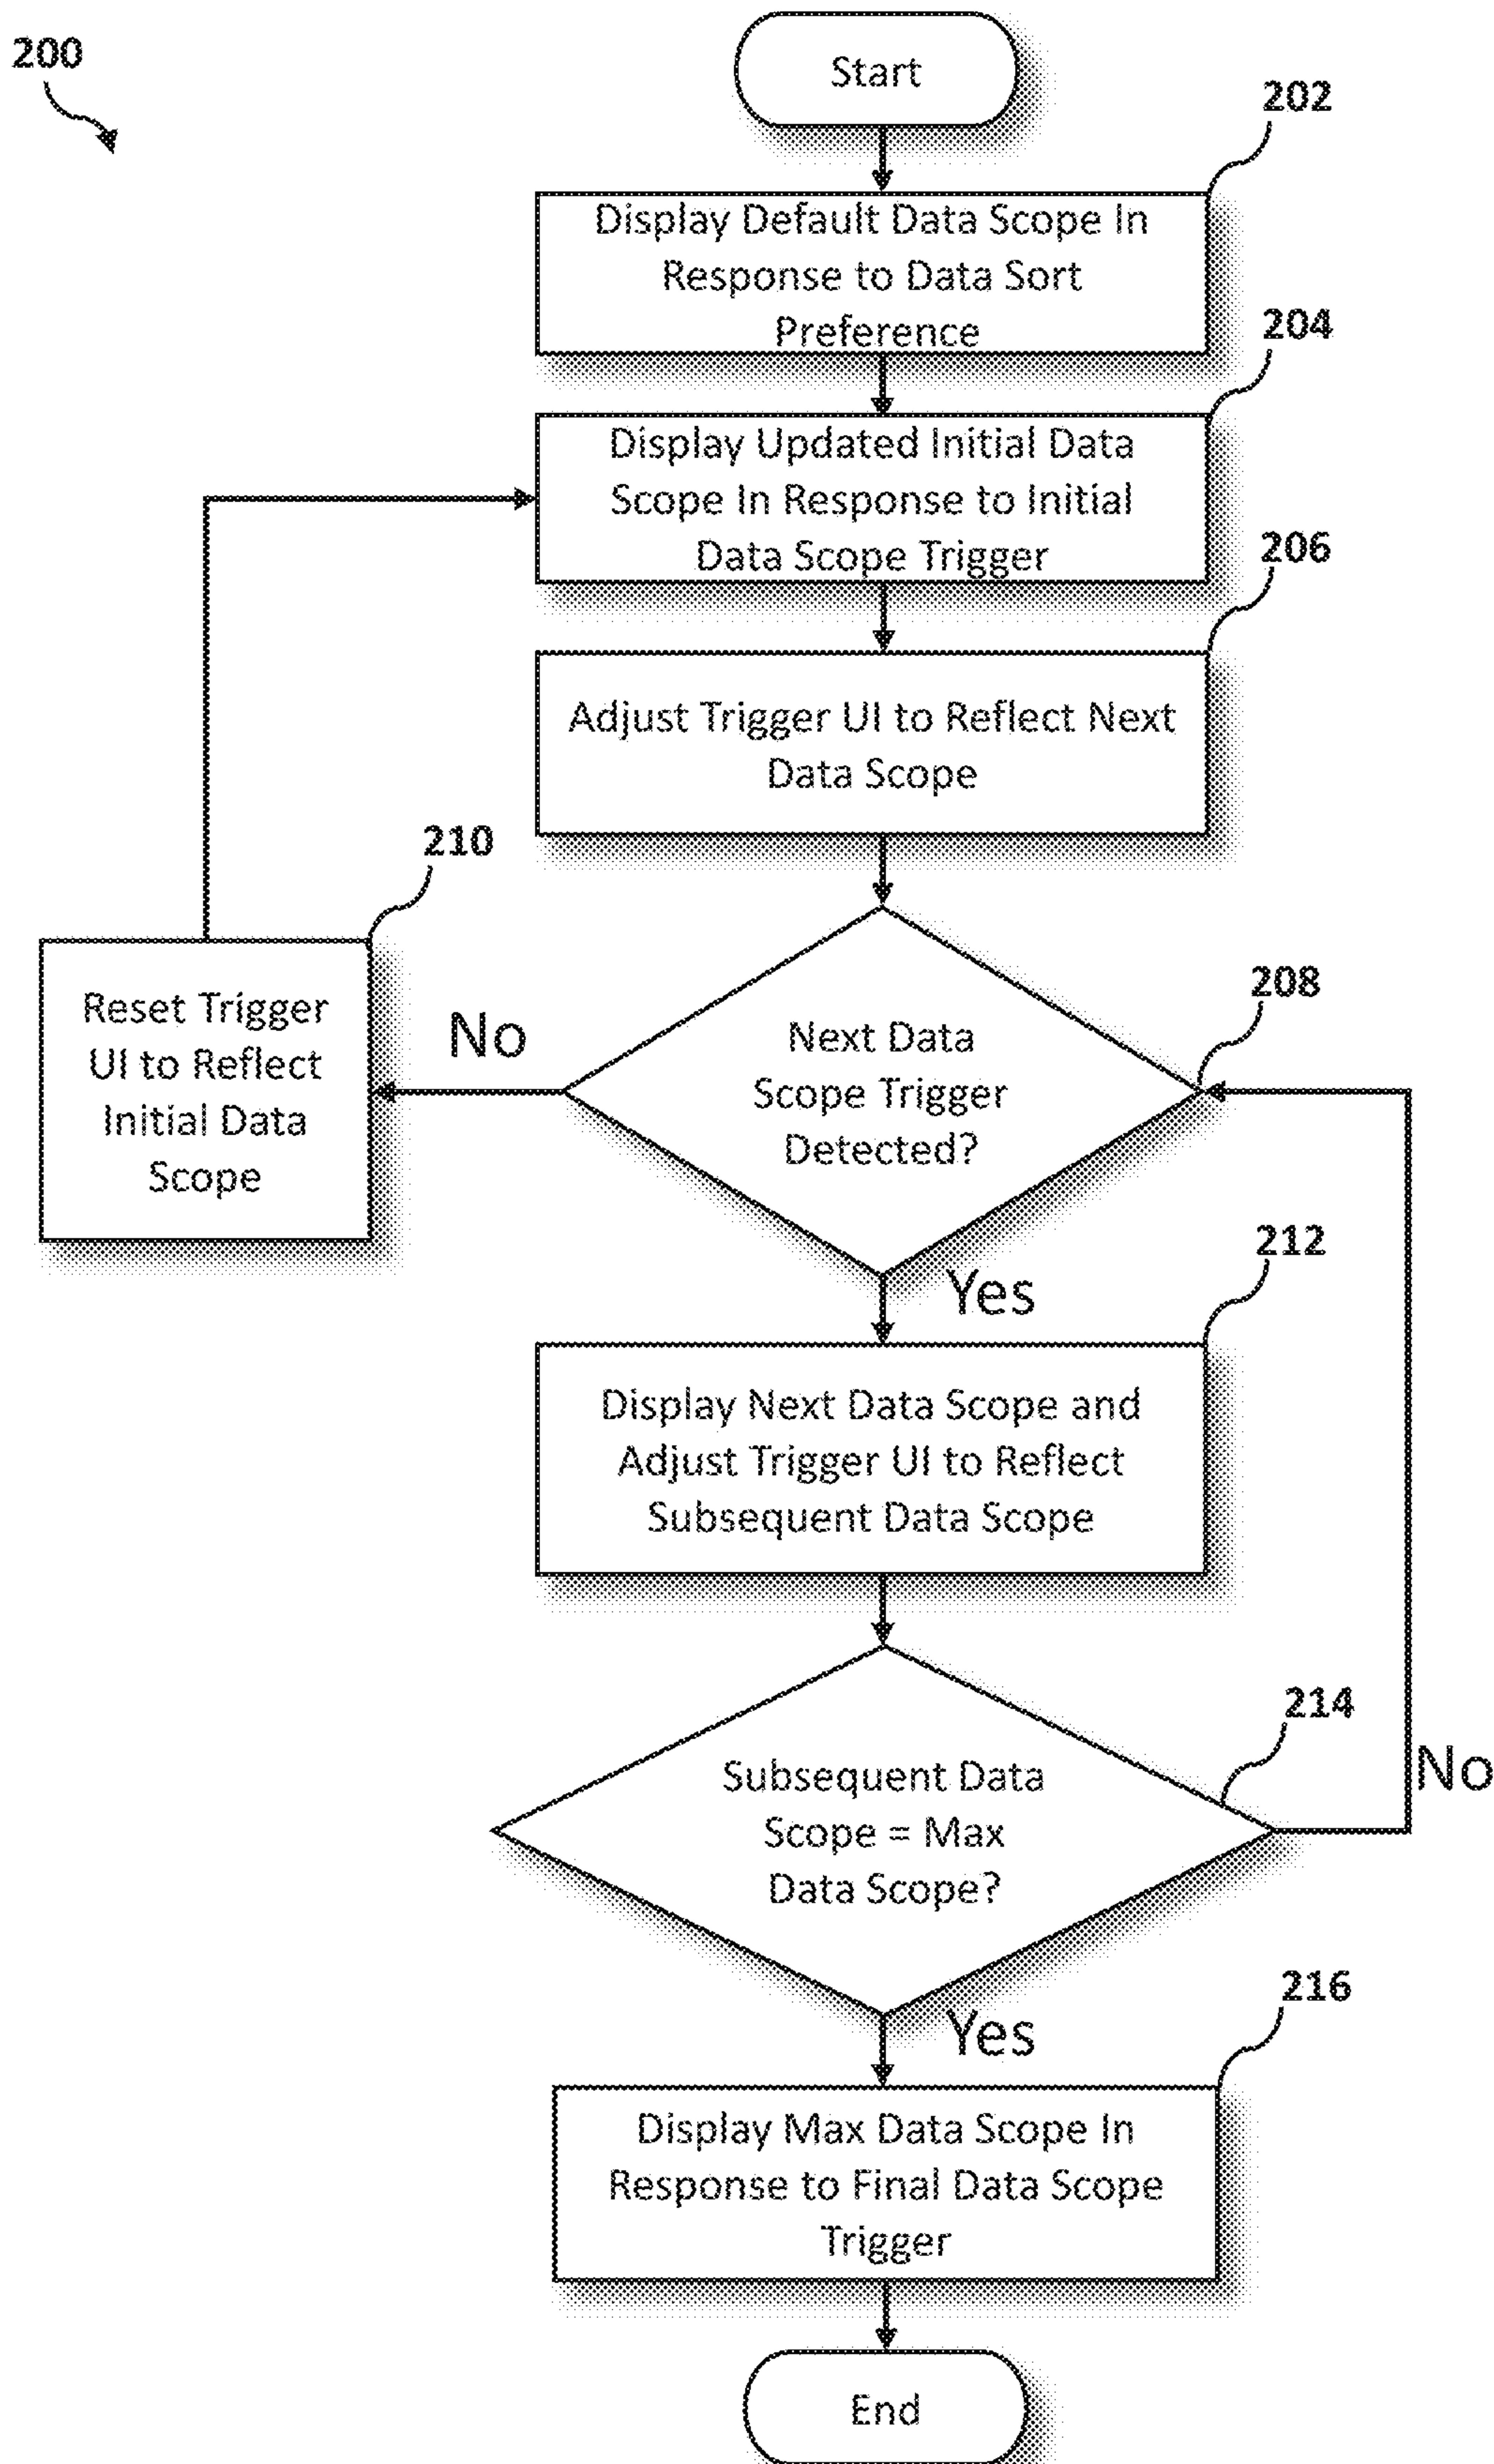 200
Start
202
Display Default Data Scope In
Response to Data Sort
Preference
204
Display Updated Initial Data
Scope In Response to Initial
Data Scope Trigger
206
Adjust Trigger UI to Reflect Next
Data Scope
210
Reset Trigger
UI to Reflect
Initial Data
Scope
No
208
Next Data
Scope Trigger
Detected?
Yes
212
Display Next Data Scope and
Adjust Trigger UI to Reflect
Subsequent Data Scope
214
Subsequent Data
Scope = Max
Data Scope?
No
Yes
216
Display Max Data Scope In
Response to Final Data Scope
Trigger
End